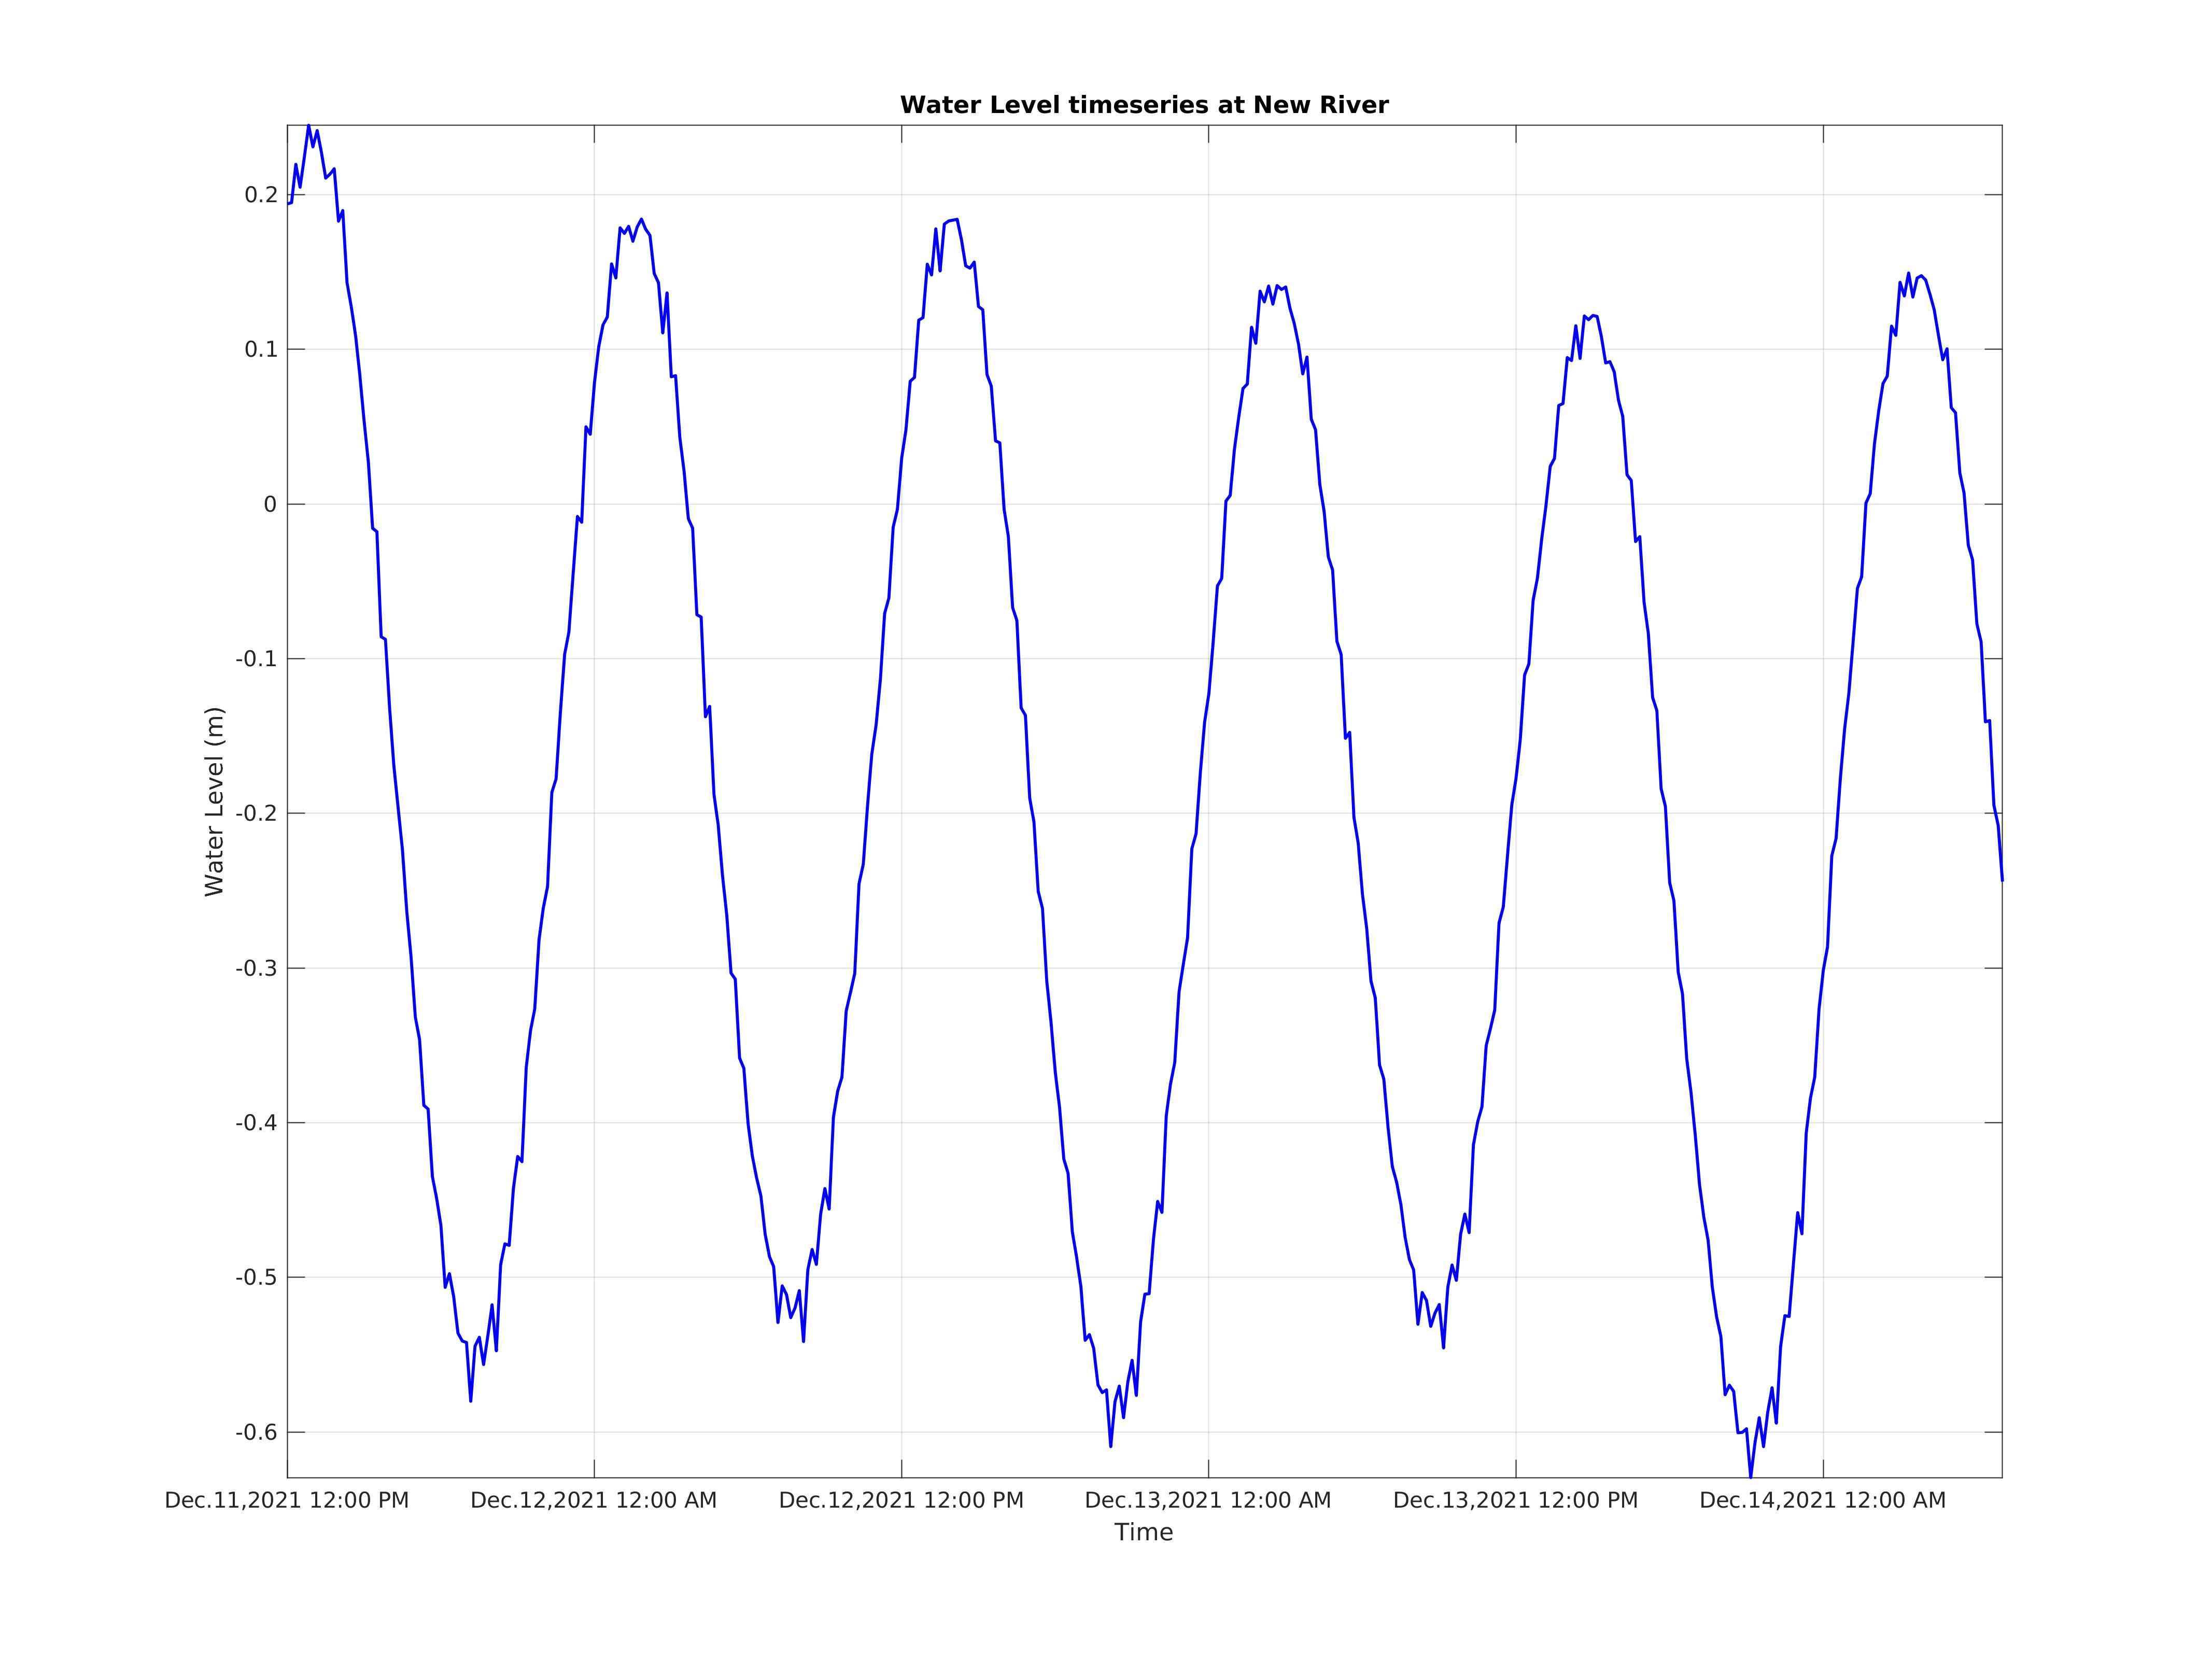 Water Level timeseries at New River
0.2
0.1
0
-0.1
-0.2
-0.3
-0.4
-0.5
-0.6
Water Level (m)
Dec.11,2021 12:00 PM Dec.12,2021 12:00 AM Dec.12,2021 12:00 PM Dec.13,2021 12:00 AM Dec.13,2021 12:00 PM Dec.14,2021 12:00 AM
Time